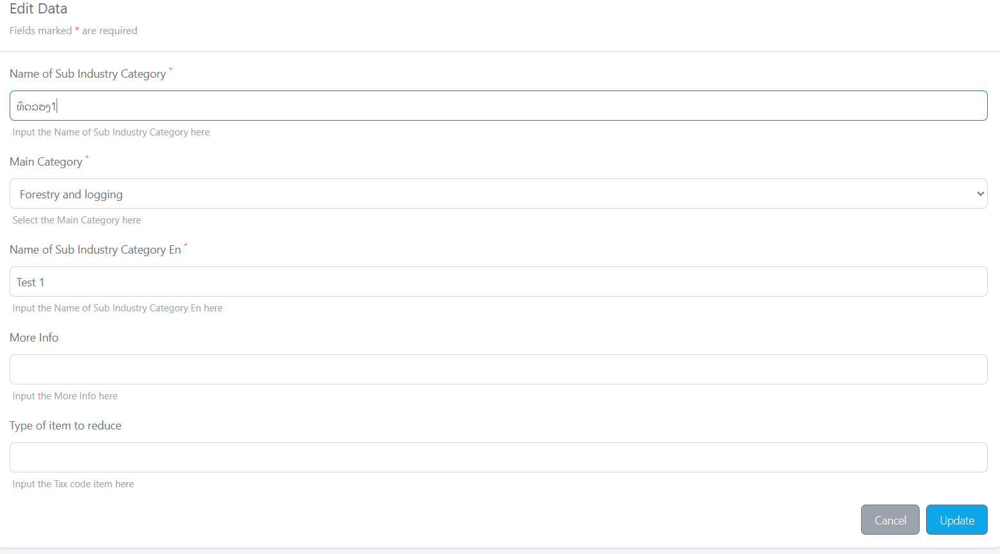 Edit Data
Fields marked * are required
Name of Sub Industry Category *
ທົດລອງ1
Input the Name of Sub Industry Category here
Main Category *
Forestry and logging
Select the Main Category here
Name of Sub Industry Category En *
Test 1
Input the Name of Sub Industry Category En here
More Info
Input the More Info here
Type of item to reduce
Input the Tax code item here
Cancel Update